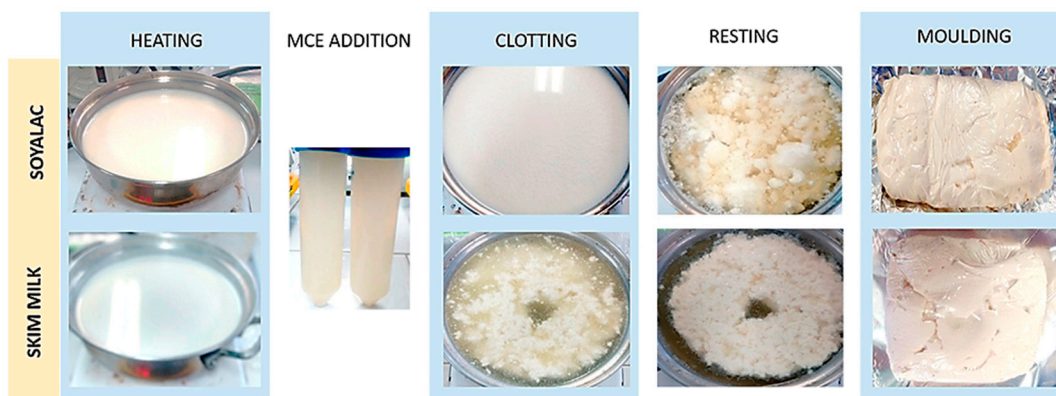 HEATING
MCE ADDITION
CLOTTING
RESTING
MOULDING
SOYALAC
SKIM MILK